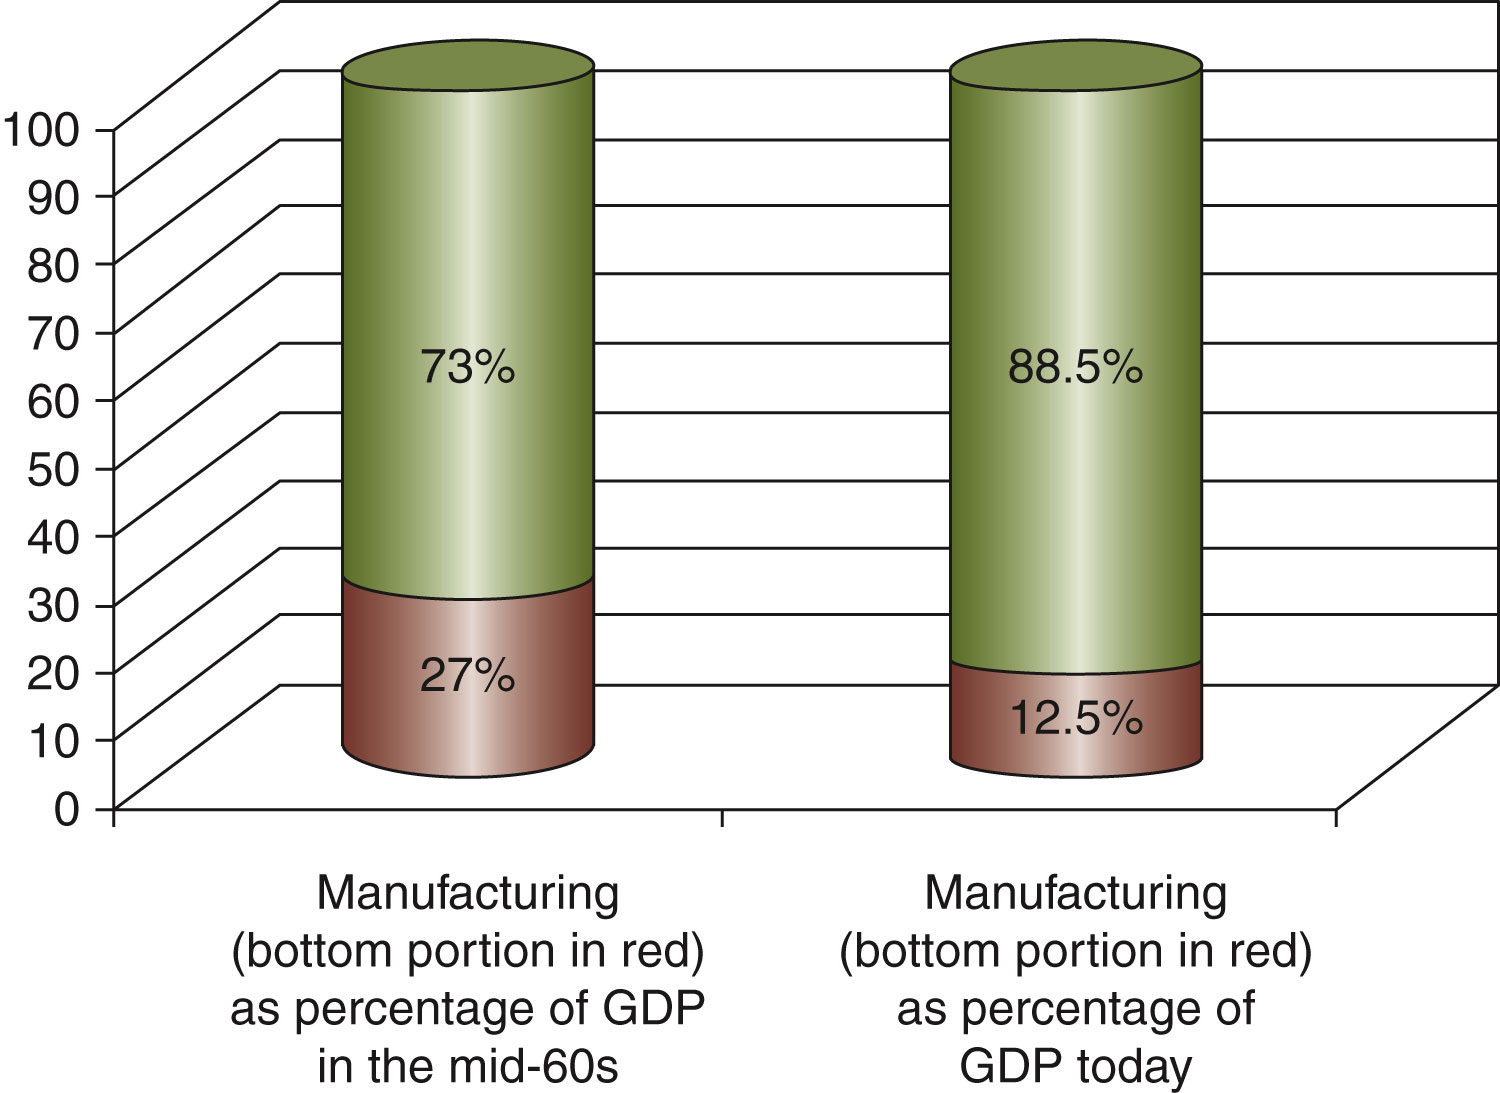 100
90
80
70
60
50
40
30
20
10
0
73%
88.5%
27%
12.5%
Manufacturing
(bottom portion in red)
as percentage of GDP
in the mid-60s
Manufacturing
(bottom portion in red)
as percentage of
GDP today